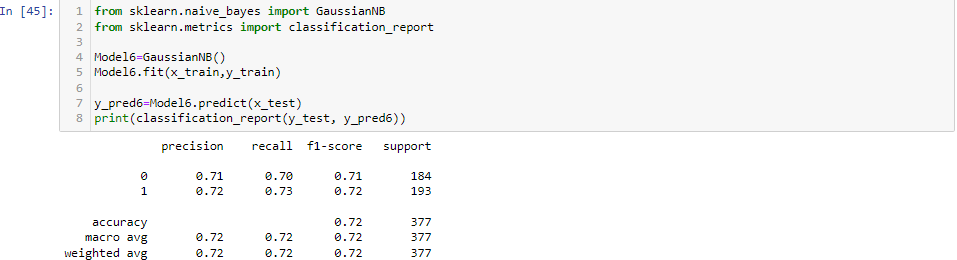 In [45]:
1 from sklearn.naive_bayes import GaussianNB
2 from sklearn.metrics import classification_report
3
4 Model6=GaussianNB()
5 Model6.fit(x_train,y_train)
6
7 y_pred6=Model6.predict(x_test)
8 print(classification_report(y_test, y_pred6))
precision recall f1-score support
0 0.71 0.70 0.71 184
1 0.72 0.73 0.72 193
accuracy 0.72 377
macro avg 0.72 0.72 0.72 377
weighted avg 0.72 0.72 0.72 377